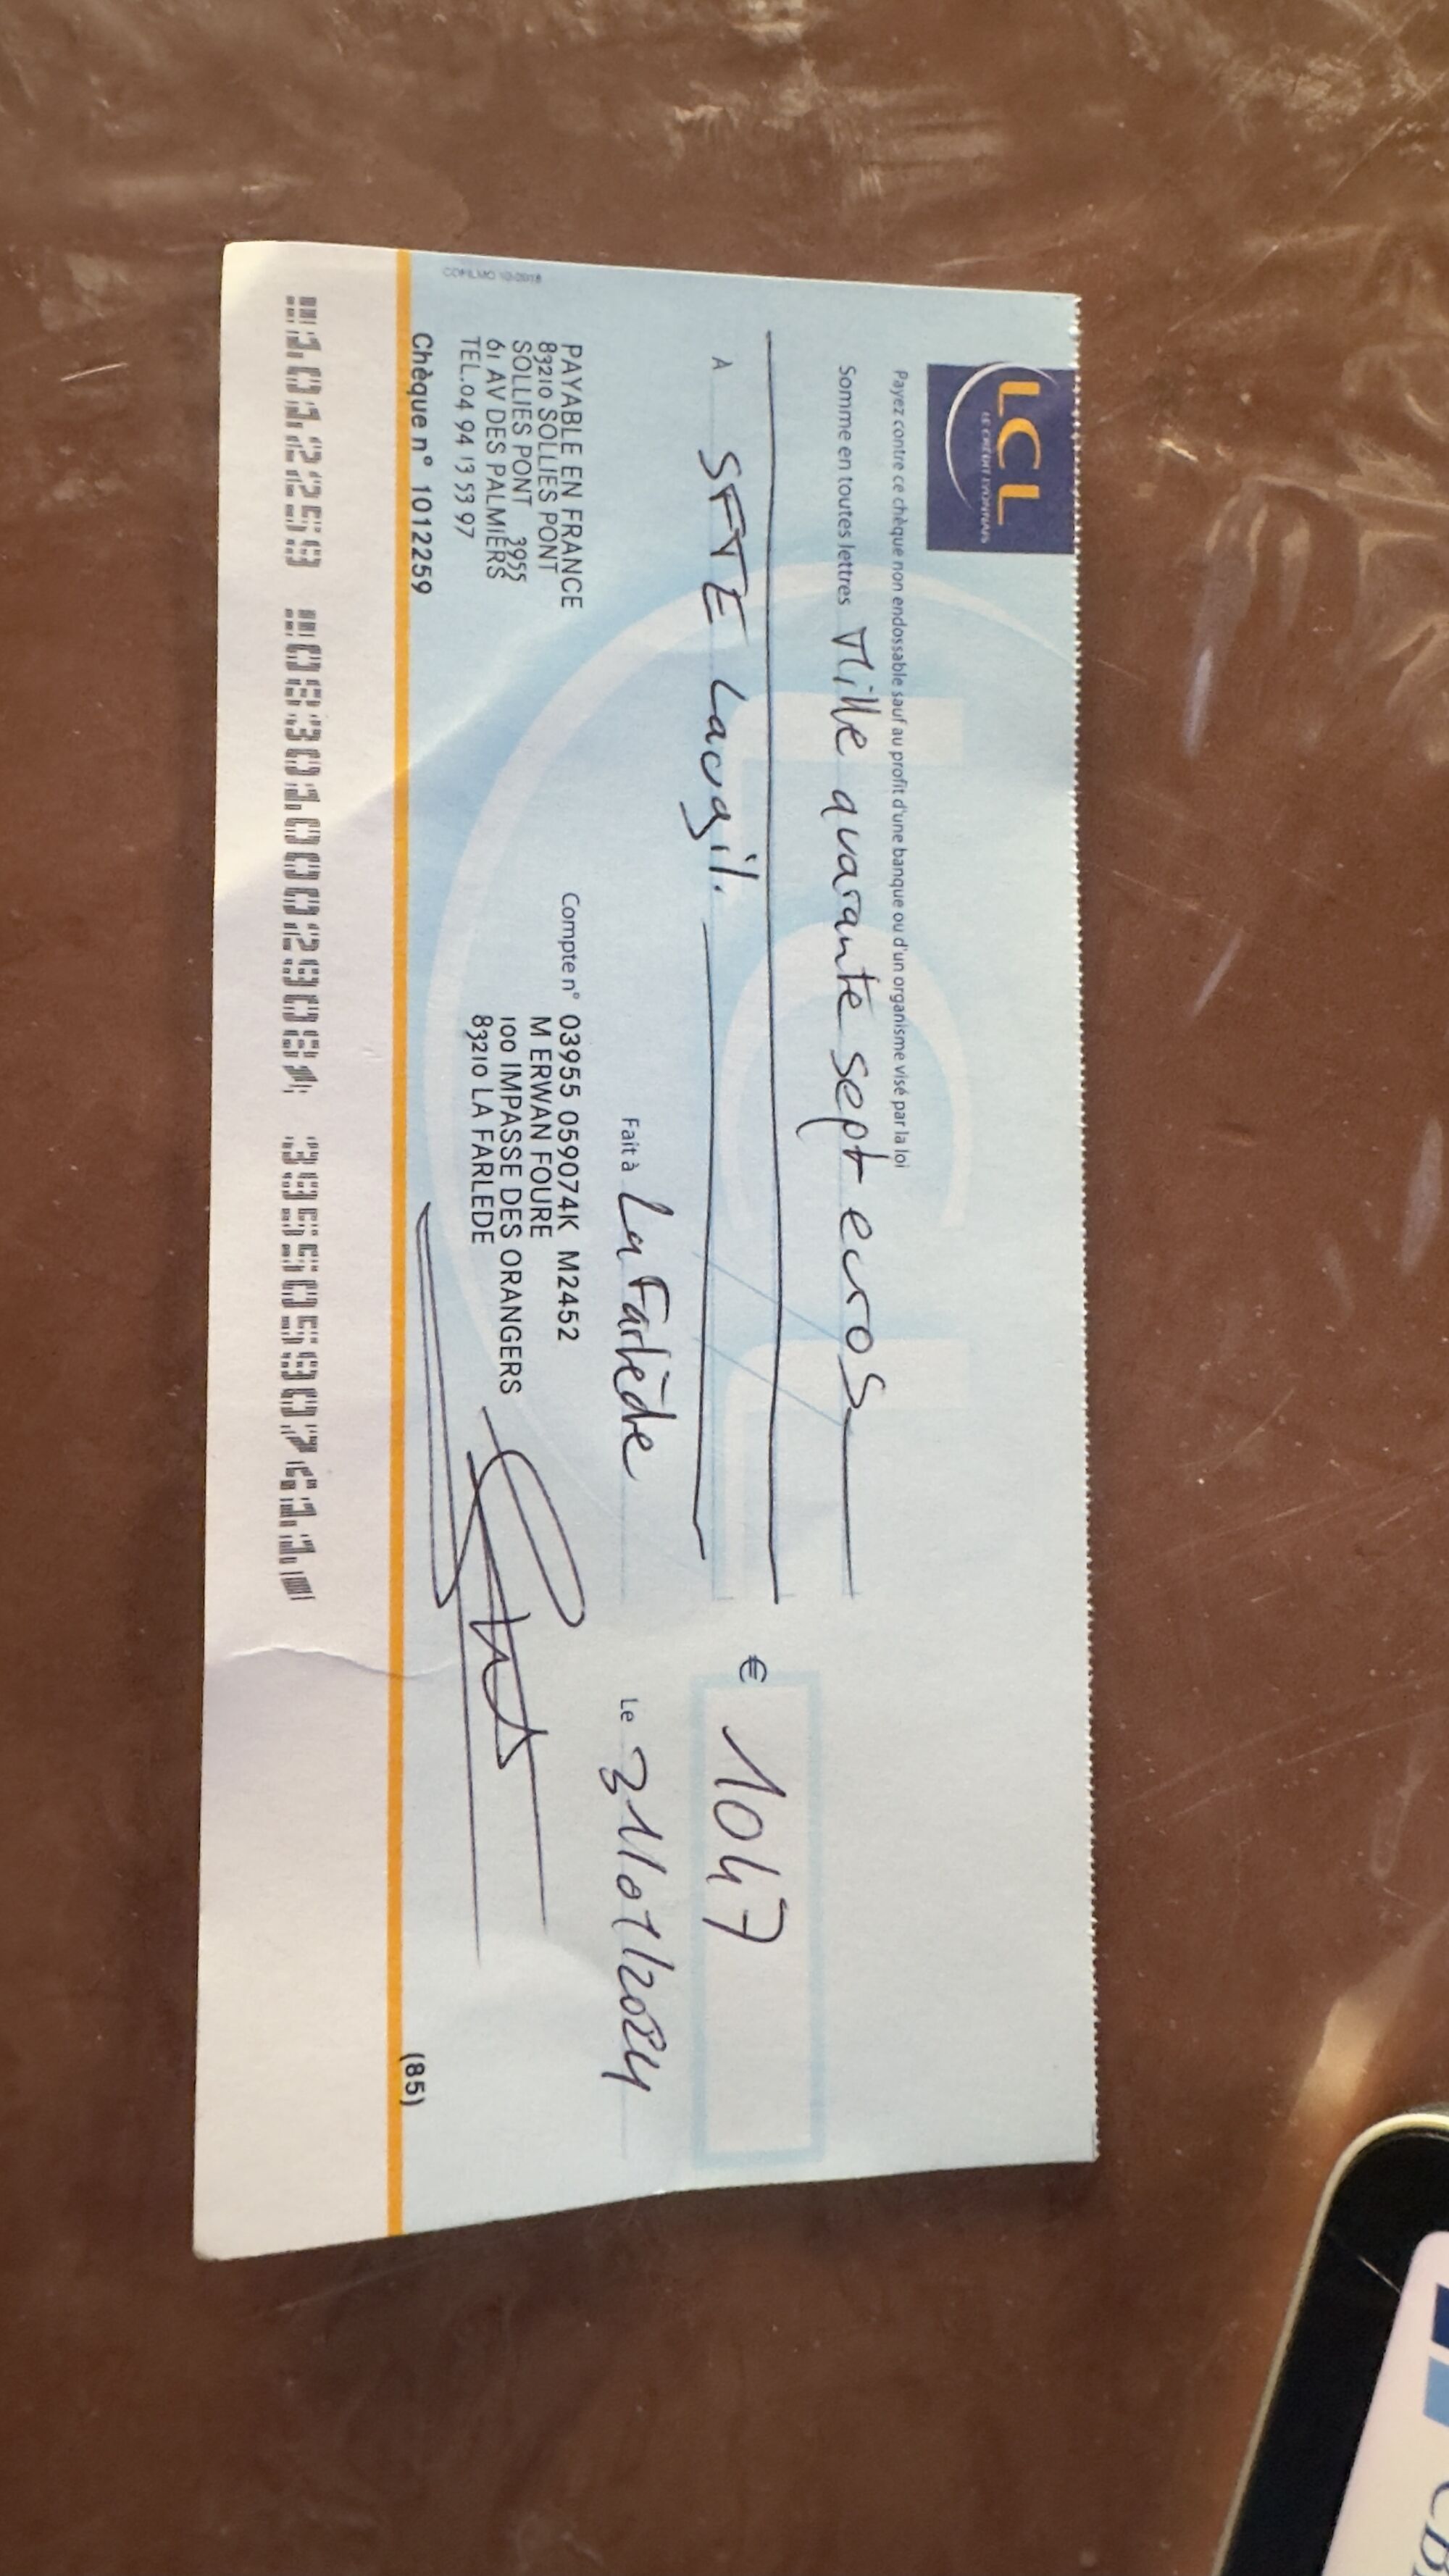 LCL
LE CRÉDIT LYONNAIS
Payez contre ce chèque non endossable sauf au profit d'une banque ou d'un organisme visé par la loi
Somme en toutes lettres Mille quarante sept euros
À
€ 1047
Fait à La Farlède Le 31/01/2024
PAYABLE EN FRANCE
83210 SOLLIES PONT
SOLLIES PONT 3955
61 AV DES PALMIERS
TEL.04 94 13 53 97
Compte n° 03955 059074K M2452
M ERWAN FOURE
100 IMPASSE DES ORANGERS
83210 LA FARLEDE
Chèque n° 1012259
(85)